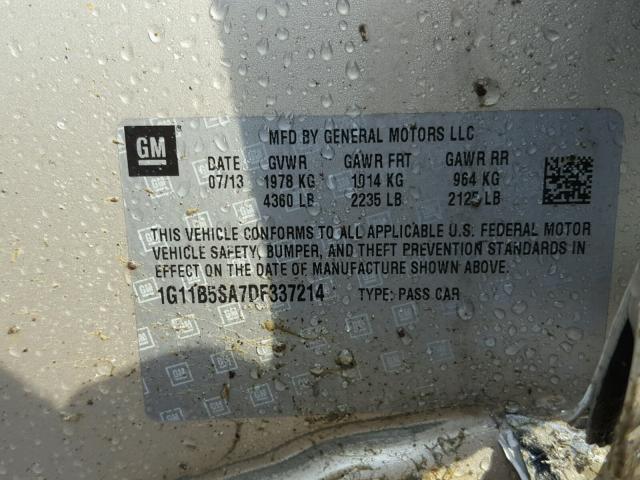 GM
MFD BY GENERAL MOTORS LLC
DATE GVWR GAWR FRT GAWR RR
07/13 1978 KG 1014 KG 964 KG
4360 LB 2235 LB 2125 LB
THIS VEHICLE CONFORMS TO ALL APPLICABLE U.S. FEDERAL MOTOR
VEHICLE SAFETY, BUMPER, AND THEFT PREVENTION STANDARDS IN
EFFECT ON THE DATE OF MANUFACTURE SHOWN ABOVE.
1G11B5SA7DF337214 TYPE: PASS CAR